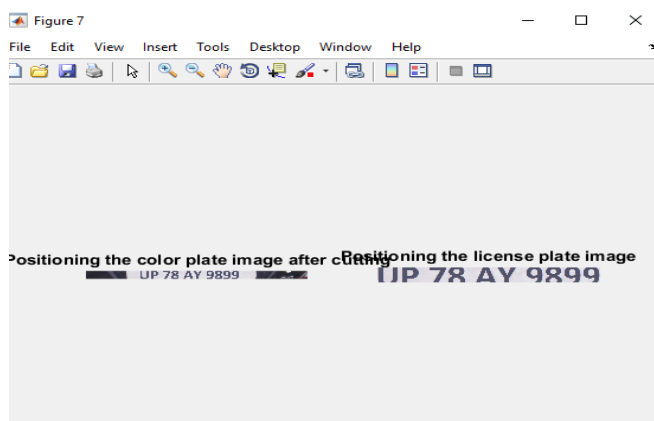 Figure 7
File Edit View Insert Tools Desktop Window Help
Positioning the color plate image after cutting
UP 78 AY 9899
Positioning the license plate image
UP 78 AY 9899